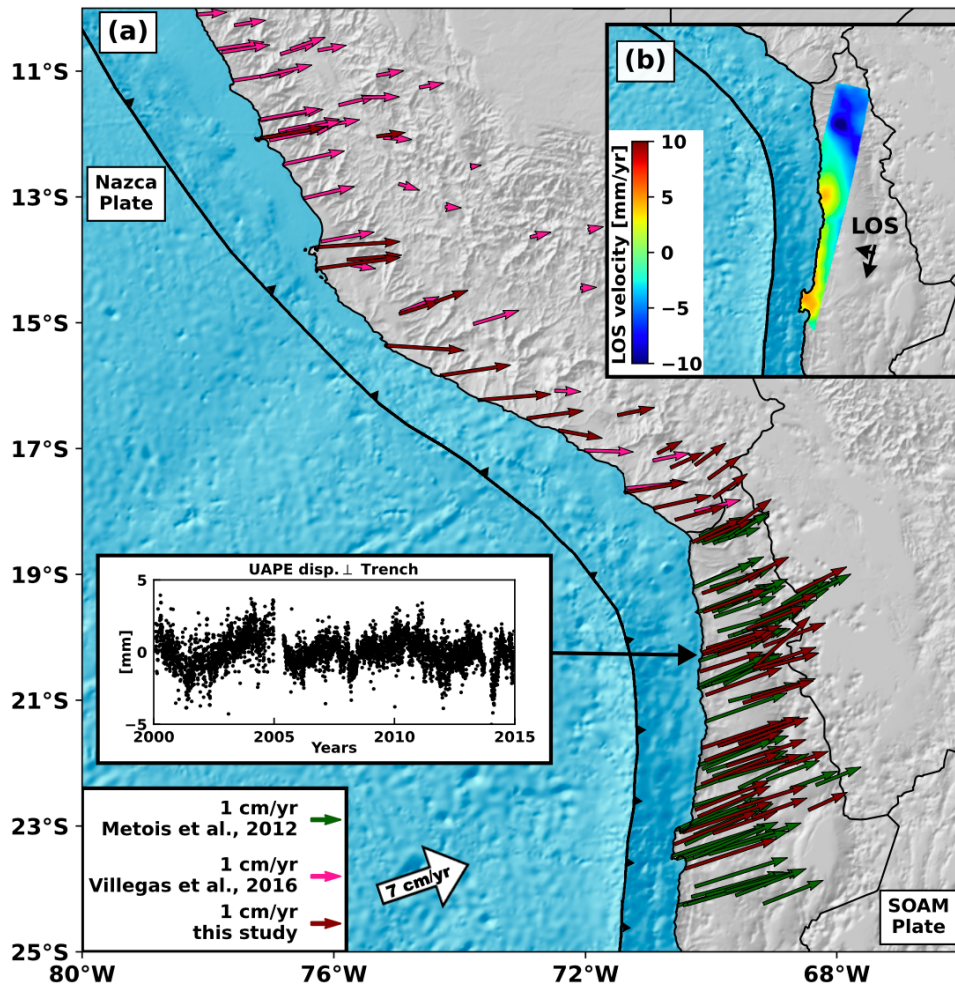 (a)
11°S
13°S
15°S
17°S
19°S
21°S
23°S
25°S
80°W
76°W
72°W
68°W
Nazca
Plate
(b)
LOS velocity [mm/yr]
10
5
0
−5
−10
LOS
UAPE disp. ⊥ Trench
[mm]
5
0
−5
2000
2005
2010
2015
Years
1 cm/yr
Metois et al., 2012
1 cm/yr
Villegas et al., 2016
1 cm/yr
this study
7 cm/yr
SOAM
Plate